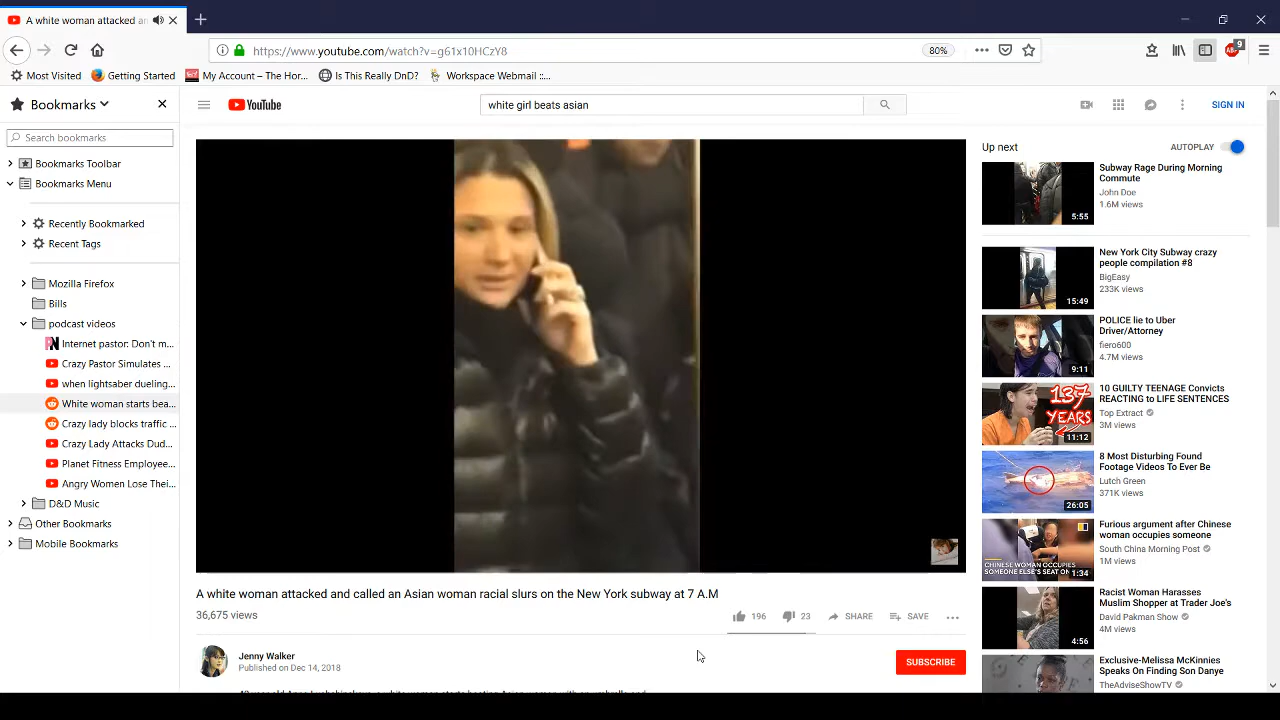 A white woman attacked an
https://www.youtube.com/watch?v=g61x10HCzY8
80%
9
Most Visited
Getting Started
My Account – The Hor...
Is This Really DnD?
Workspace Webmail ::...
Bookmarks
YouTube
white girl beats asian
SIGN IN
Search bookmarks
Bookmarks Toolbar
Bookmarks Menu
Recently Bookmarked
Recent Tags
Mozilla Firefox
Bills
podcast videos
Internet pastor: Don't m...
Crazy Pastor Simulates ...
when lightsaber dueling...
White woman starts bea...
Crazy lady blocks traffic ...
Crazy Lady Attacks Dud...
Planet Fitness Employee...
Angry Women Lose Thei...
D&D Music
Other Bookmarks
Mobile Bookmarks
A white woman attacked and called an Asian woman racial slurs on the New York subway at 7 A.M
36,675 views
196
23
SHARE
SAVE
Jenny Walker
Published on Dec 14, 2018
SUBSCRIBE
Up next
AUTOPLAY
Subway Rage During Morning
Commute
John Doe
1.6M views
5:55
New York City Subway crazy
people compilation #8
BigEasy
233K views
15:49
POLICE lie to Uber
Driver/Attorney
fiero600
4.7M views
9:11
10 GUILTY TEENAGE Convicts
REACTING to LIFE SENTENCES
Top Extract
3M views
137
YEARS
11:12
8 Most Disturbing Found
Footage Videos To Ever Be
Lutch Green
371K views
26:05
Furious argument after Chinese
woman occupies someone
South China Morning Post
1M views
CHINESE WOMAN OCCUPIES
SOMEONE ELSE'S SEAT ON
1:34
Racist Woman Harasses
Muslim Shopper at Trader Joe's
David Pakman Show
4M views
4:56
Exclusive-Melissa McKinnies
Speaks On Finding Son Danye
TheAdviseShowTV